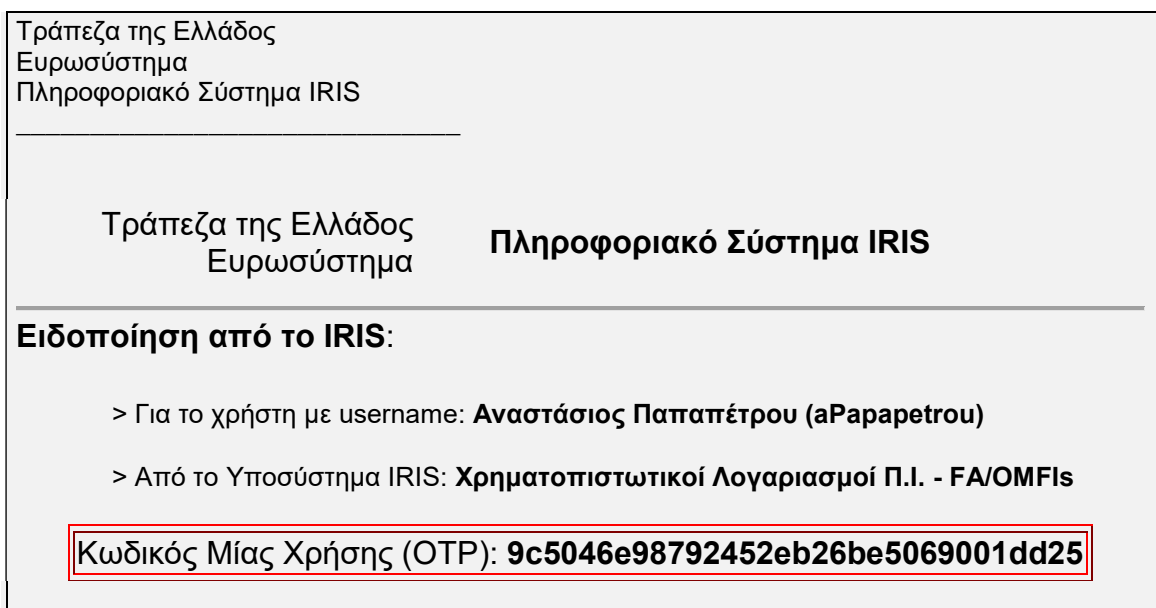 Τράπεζα της Ελλάδος
Ευρωσύστημα
Πληροφοριακό Σύστημα IRIS
______________________________
Τράπεζα της Ελλάδος
Ευρωσύστημα
Πληροφοριακό Σύστημα IRIS
Ειδοποίηση από το IRIS:
> Για το χρήστη με username: Αναστάσιος Παπαπέτρου (aPapapetrou)
> Από το Υποσύστημα IRIS: Χρηματοπιστωτικοί Λογαριασμοί Π.Ι. - FA/OMFIs
Κωδικός Μίας Χρήσης (OTP): 9c5046e98792452eb26be5069001dd25